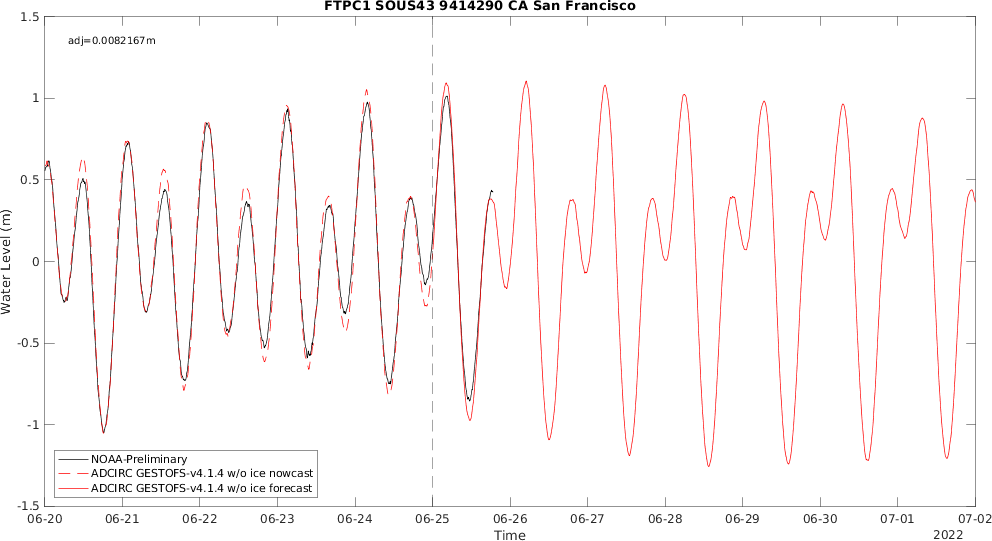 FTPC1 SOUS43 9414290 CA San Francisco
adj=0.0082167m
1.5
1
0.5
0
-0.5
-1
-1.5
Water Level (m)
NOAA-Preliminary
ADCIRC GESTOFS-v4.1.4 w/o ice nowcast
ADCIRC GESTOFS-v4.1.4 w/o ice forecast
06-20 06-21 06-22 06-23 06-24 06-25 06-26 06-27 06-28 06-29 06-30 07-01 07-02
Time
2022